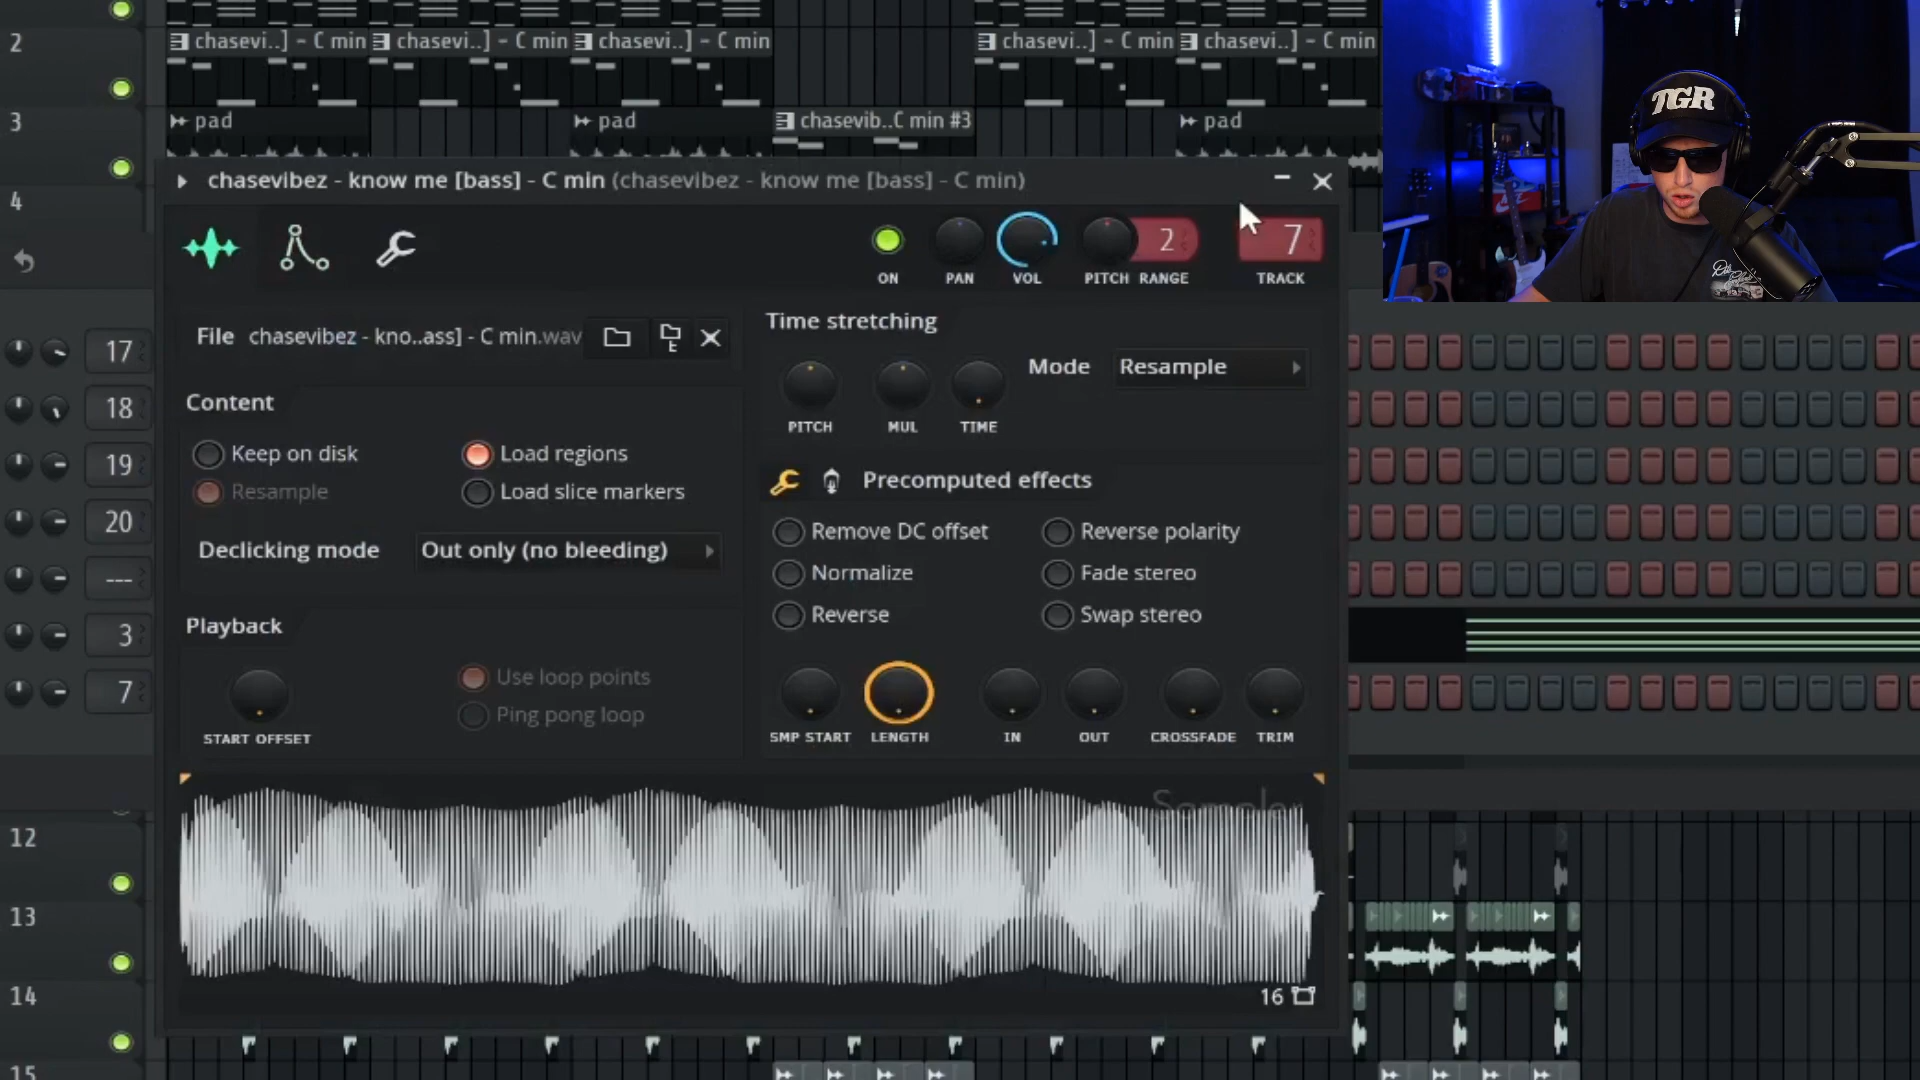 2
chasevi..] - C min
chasevi..] - C min
chasevi..] - C min
chasevi..] - C min
chasevi..] - C min
3
pad
pad
chasevib..C min #3
pad
4
chasevibez - know me [bass] - C min (chasevibez - know me [bass] - C min)
TGR
2
7
ON
PAN
VOL
PITCH
RANGE
TRACK
File
chasevibez - kno..ass] - C min.wav
Time stretching
Mode
Resample
PITCH
MUL
TIME
Content
Keep on disk
Load regions
Resample
Load slice markers
Declicking mode
Out only (no bleeding)
Precomputed effects
Remove DC offset
Reverse polarity
Normalize
Fade stereo
Reverse
Swap stereo
Playback
Use loop points
Ping pong loop
START OFFSET
SMP START
LENGTH
IN
OUT
CROSSFADE
TRIM
Sampler
16
17
18
19
20
---
3
7
12
13
14
15